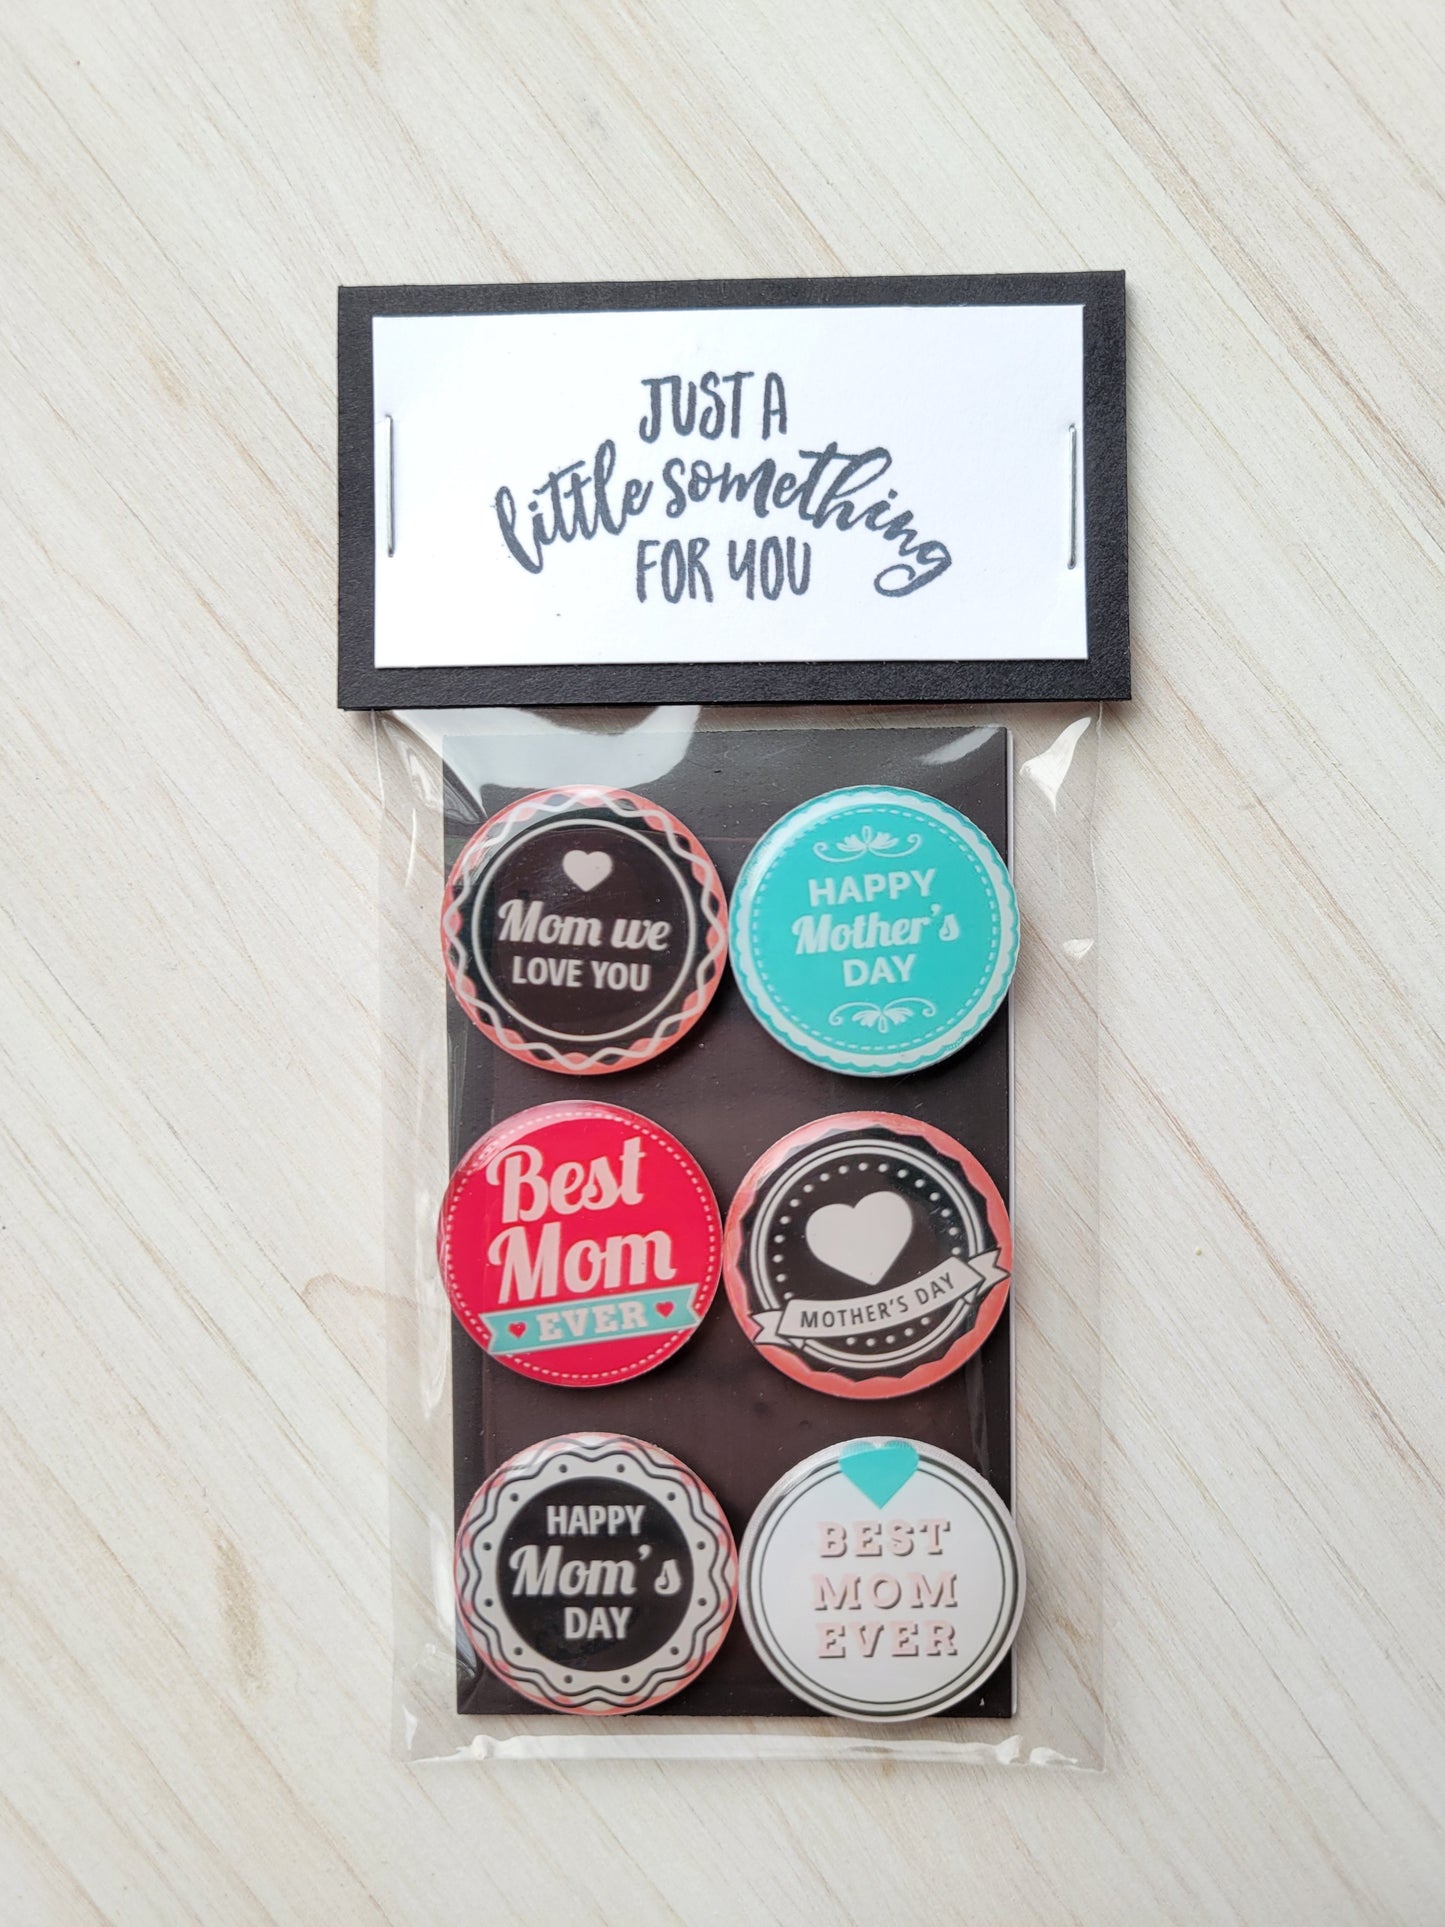 JUST A
little something
FOR YOU
Mom we
LOVE YOU
HAPPY
Mother's
DAY
Best
Mom
EVER
MOTHER'S DAY
HAPPY
Mom's
DAY
BEST
MOM
EVER